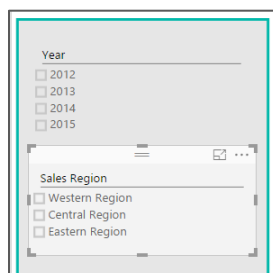 Year
2012
2013
2014
2015
Sales Region
Western Region
Central Region
Eastern Region